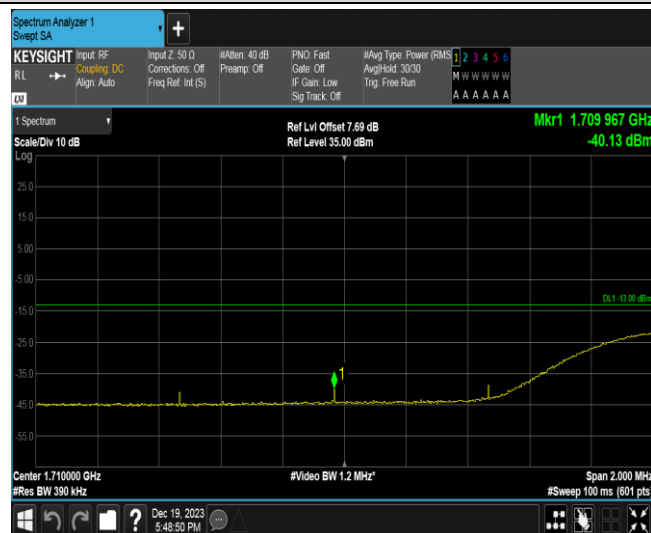 Spectrum Analyzer 1
Swept SA
+
KEYSIGHT
RL
Input: RF
Coupling: DC
Align: Auto
Input Z: 50 Ω
Corrections: Off
Freq Ref: Int (S)
#Atten: 40 dB
Preamp: Off
PNO: Fast
Gate: Off
IF Gain: Low
Sig Track: Off
#Avg Type: Power (RMS
Avg|Hold: 30/30
Trig: Free Run
1 2 3 4 5 6
M W W W W W
A A A A A A
1 Spectrum
Scale/Div 10 dB
Log
Ref Lvl Offset 7.69 dB
Ref Level 35.00 dBm
Mkr1 1.709 967 GHz
-40.13 dBm
25.0
15.0
5.00
-5.00
-15.0
-25.0
-35.0
-45.0
-55.0
DL1 -13.00 dBm
1
Center 1.710000 GHz
#Res BW 390 kHz
#Video BW 1.2 MHz*
Span 2.000 MHz
#Sweep 100 ms (601 pts)
?
Dec 19, 2023
5:48:50 PM